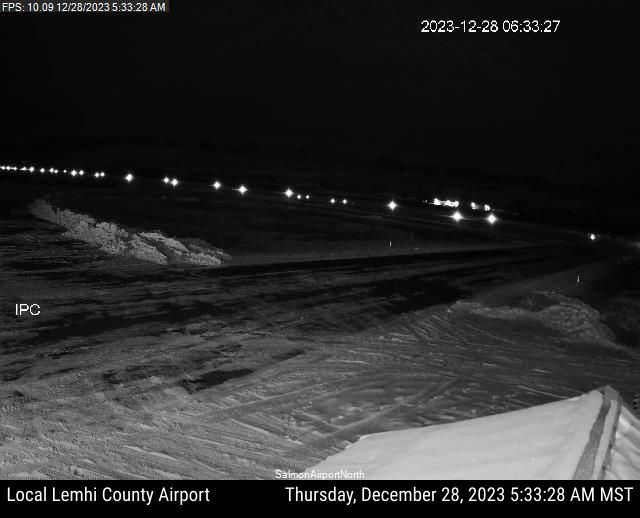 FPS: 10.09 12/28/2023 5:33:28 AM
2023-12-28 06:33:27
IPC
SalmonAirportNorth
Local Lemhi County Airport
Thursday, December 28, 2023 5:33:28 AM MST